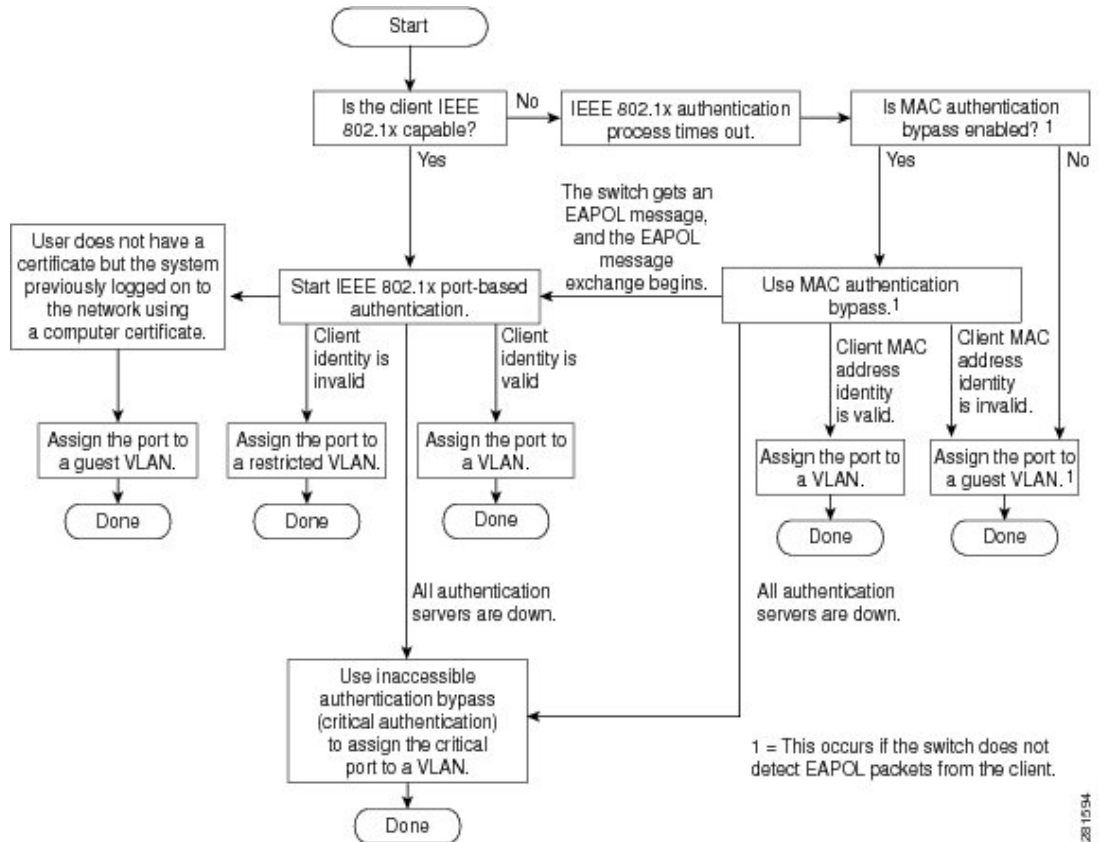 Start
Is the client IEEE
802.1x capable?
No
IEEE 802.1x authentication
process times out.
Is MAC authentication
bypass enabled? 1
Yes
Yes
No
The switch gets an
EAPOL message,
and the EAPOL
message
exchange begins.
User does not have a
certificate but the system
previously logged on to
the network using
a computer certificate.
Start IEEE 802.1x port-based
authentication.
Use MAC authentication
bypass.1
Client
identity is
invalid
Client
identity is
valid
Client MAC
address
identity
is valid.
Client MAC
address
identity
is invalid.
Assign the port to
a guest VLAN.
Assign the port to
a restricted VLAN.
Assign the port to
a VLAN.
Assign the port to
a VLAN.
Assign the port to
a guest VLAN.1
Done
Done
Done
Done
Done
All authentication
servers are down.
All authentication
servers are down.
Use inaccessible
authentication bypass
(critical authentication)
to assign the critical
port to a VLAN.
1 = This occurs if the switch does not
detect EAPOL packets from the client.
Done
281594